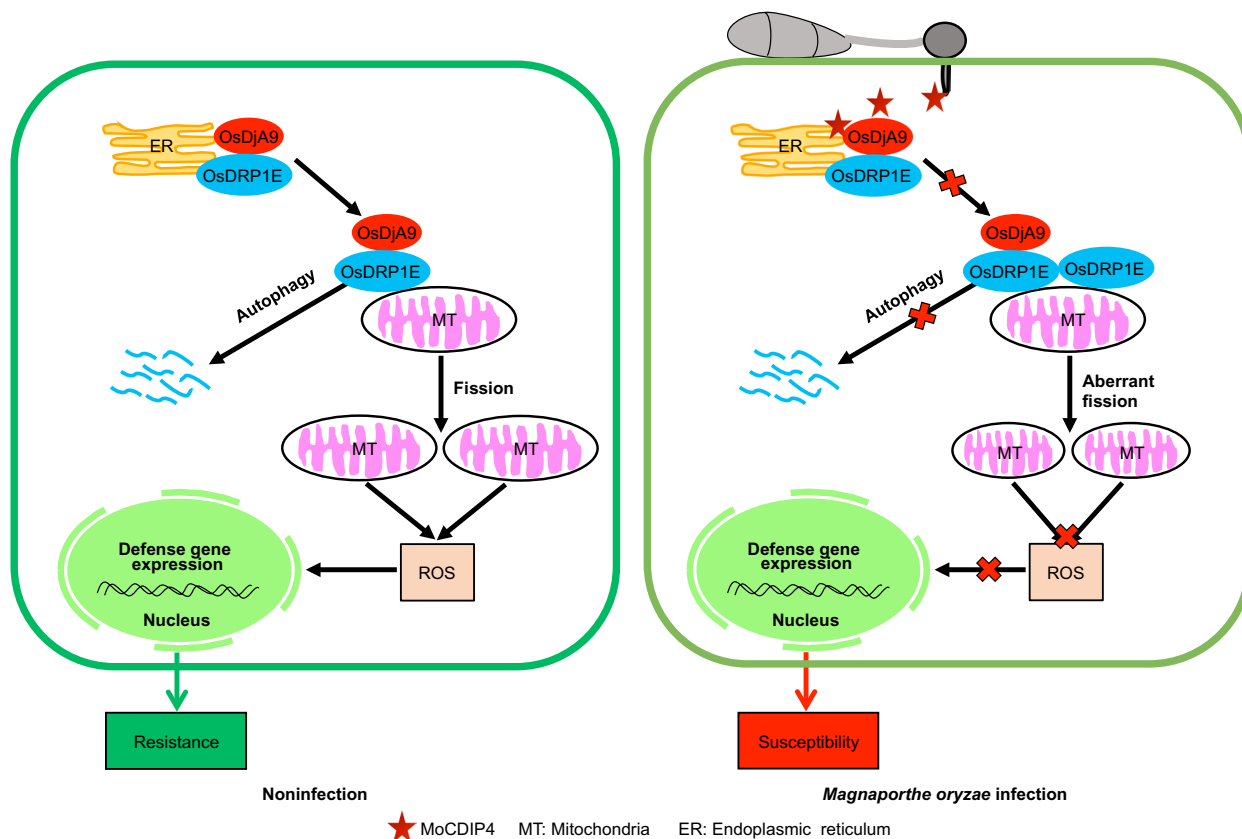 ER
OsDjA9
OsDRP1E
OsDjA9
OsDRP1E
Autophagy
MT
Fission
MT
MT
Defense gene
expression
Nucleus
ROS
Resistance
Noninfection
ER
OsDjA9
OsDRP1E
OsDjA9
OsDRP1E
OsDRP1E
Autophagy
MT
Aberrant
fission
MT
MT
Defense gene
expression
Nucleus
ROS
Susceptibility
Magnaporthe oryzae infection
MoCDIP4 MT: Mitochondria ER: Endoplasmic reticulum